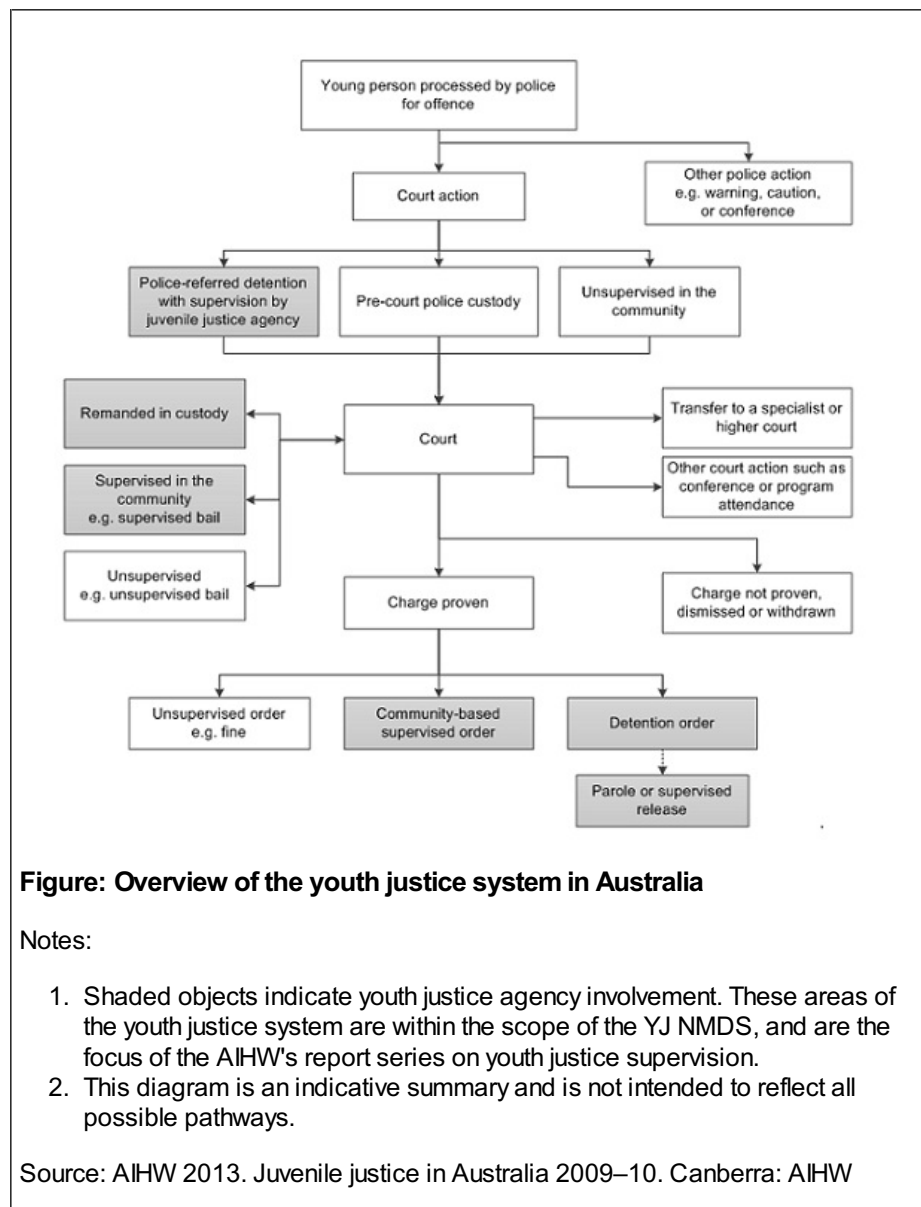 Young person processed by police
for offence
Other police action
e.g. warning, caution,
or conference
Court action
Police-referred detention
with supervision by
juvenile justice agency
Pre-court police custody
Unsupervised in the
community
Remanded in custody
Court
Transfer to a specialist or
higher court
Supervised in the
community
e.g. supervised bail
Other court action such as
conference or program
attendance
Unsupervised
e.g. unsupervised bail
Charge proven
Charge not proven,
dismissed or withdrawn
Unsupervised order
e.g. fine
Community-based
supervised order
Detention order
Parole or supervised
release
Figure: Overview of the youth justice system in Australia
Notes:
1. Shaded objects indicate youth justice agency involvement. These areas of
the youth justice system are within the scope of the YJ NMDS, and are the
focus of the AIHW's report series on youth justice supervision.
2. This diagram is an indicative summary and is not intended to reflect all
possible pathways.
Source: AIHW 2013. Juvenile justice in Australia 2009–10. Canberra: AIHW